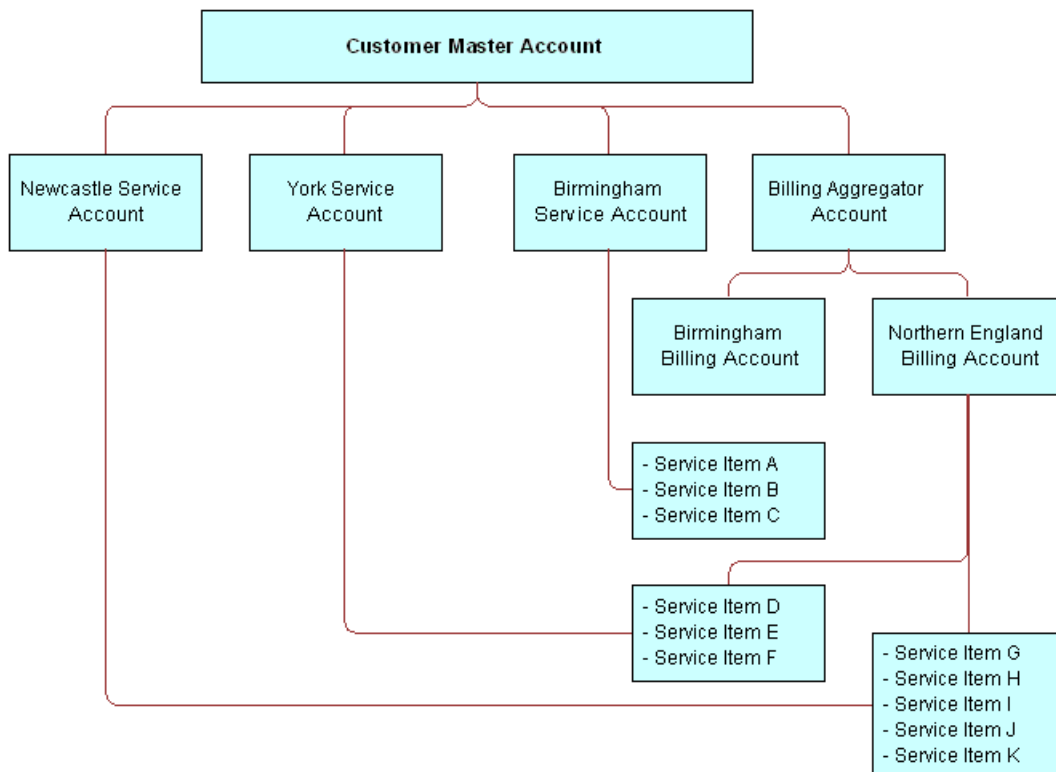 Customer Master Account
Newcastle Service
Account
York Service
Account
Birmingham
Service Account
Billing Aggregator
Account
Birmingham
Billing Account
Northern England
Billing Account
- Service Item A
- Service Item B
- Service Item C
- Service Item D
- Service Item E
- Service Item F
- Service Item G
- Service Item H
- Service Item I
- Service Item J
- Service Item K